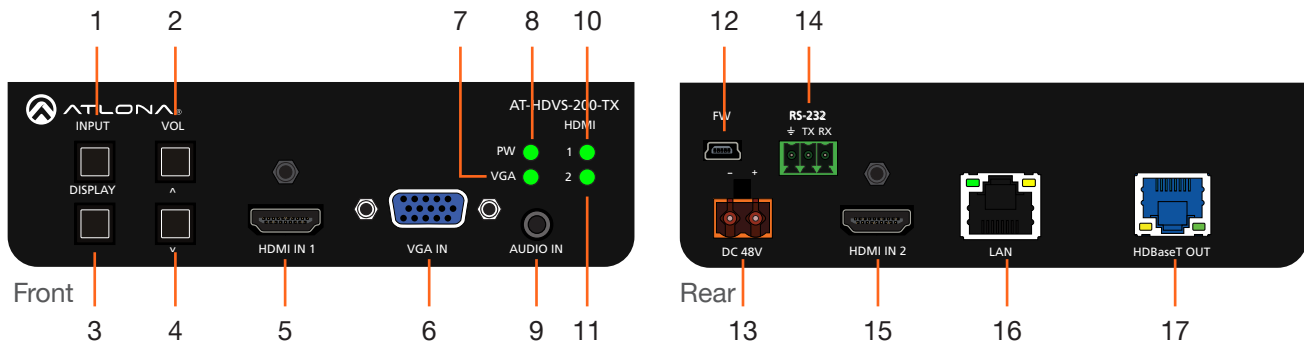 1 2 7 8 10 12 14
ATLONA® AT-HDVS-200-TX
INPUT VOL HDMI
PW 1
VGA 2
DISPLAY ^
˅
HDMI IN 1 VGA IN AUDIO IN
Front
3 4 5 6 9 11
FW RS-232
⏚ TX RX
- +
DC 48V HDMI IN 2 LAN HDBaseT OUT
Rear
13 15 16 17